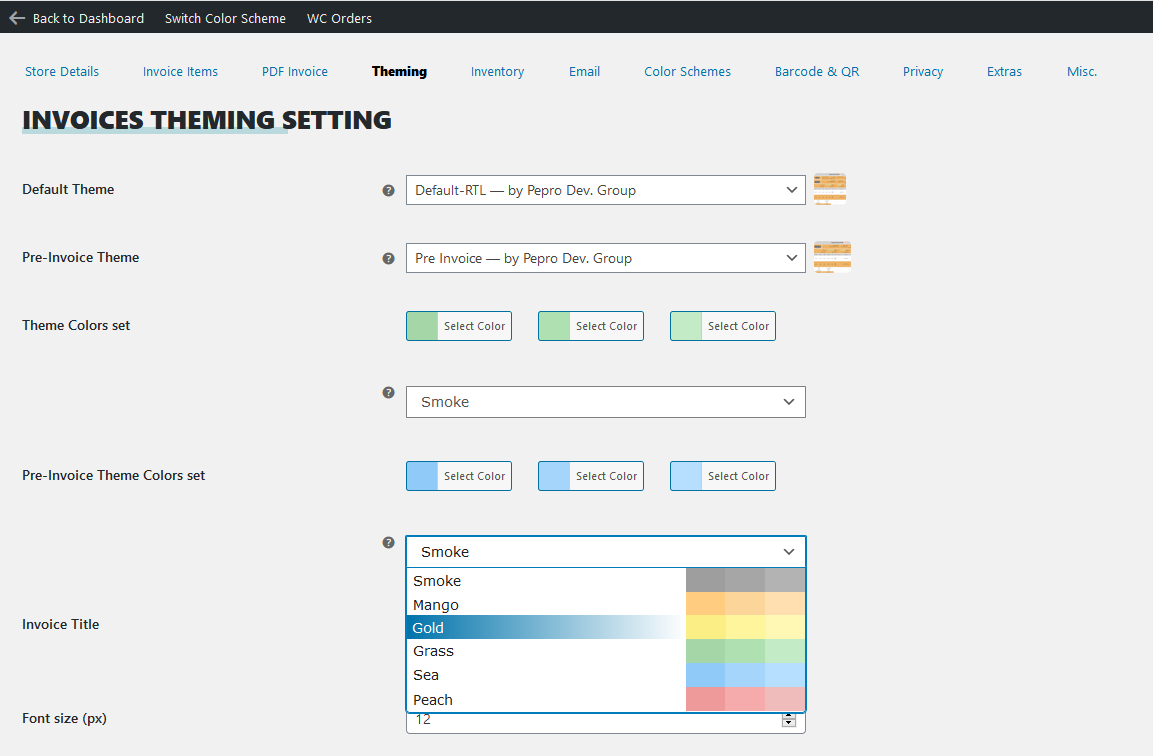 Back to Dashboard Switch Color Scheme WC Orders
Store Details Invoice Items PDF Invoice Theming Inventory Email Color Schemes Barcode & QR Privacy Extras Misc.
INVOICES THEMING SETTING
Default Theme ? Default-RTL — by Pepro Dev. Group
Pre-Invoice Theme ? Pre Invoice — by Pepro Dev. Group
Theme Colors set Select Color Select Color Select Color
? Smoke
Pre-Invoice Theme Colors set Select Color Select Color Select Color
? Smoke
Smoke
Mango
Invoice Title Gold
Grass
Sea
Peach
Font size (px) 12